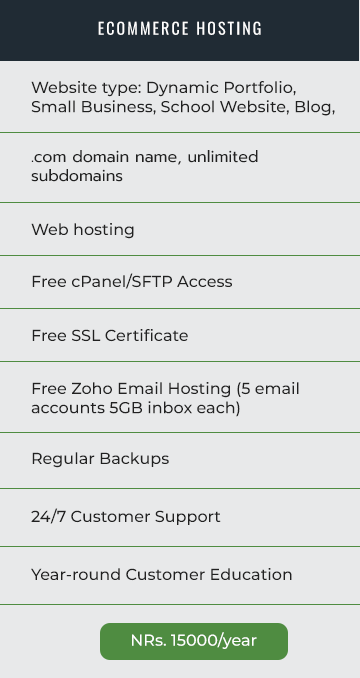 ECOMMERCE HOSTING
Website type: Dynamic Portfolio,
Small Business, School Website, Blog,
.com domain name, unlimited
subdomains
Web hosting
Free cPanel/SFTP Access
Free SSL Certificate
Free Zoho Email Hosting (5 email
accounts 5GB inbox each)
Regular Backups
24/7 Customer Support
Year-round Customer Education
NRs. 15000/year